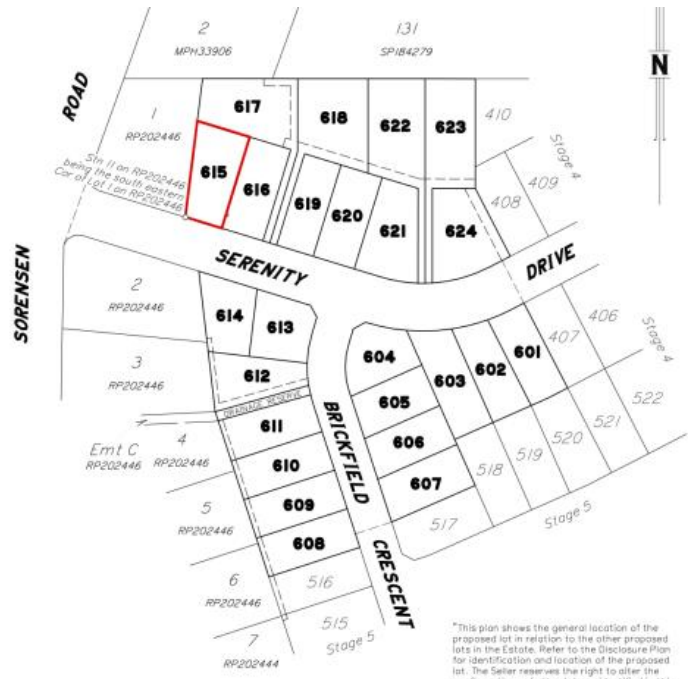 2
MPH33906
131
SP184279
N
ROAD
1
RP202446
617
618
622
623
410
Stage 4
Stn II on RP202446
being the south eastern
Cor of Lot I on RP202446
615
616
619
620
621
624
408
409
SERENITY
DRIVE
SORENSEN
2
RP202446
614
613
604
603
602
601
407
406
Stage 4
3
RP202446
612
605
DRAINAGE RESERVE
611
606
522
521
520
519
518
BRICKFIELD
Emt C
RP202446
4
RP202446
610
607
517
Stage 5
5
RP202446
609
608
CRESCENT
6
RP202446
516
515
Stage 5
7
RP202444
"This plan shows the general location of the
proposed lot in relation to the other proposed
lots in the Estate. Refer to the Disclosure Plan
for identification and location of the proposed
lot. The Seller reserves the right to alter the